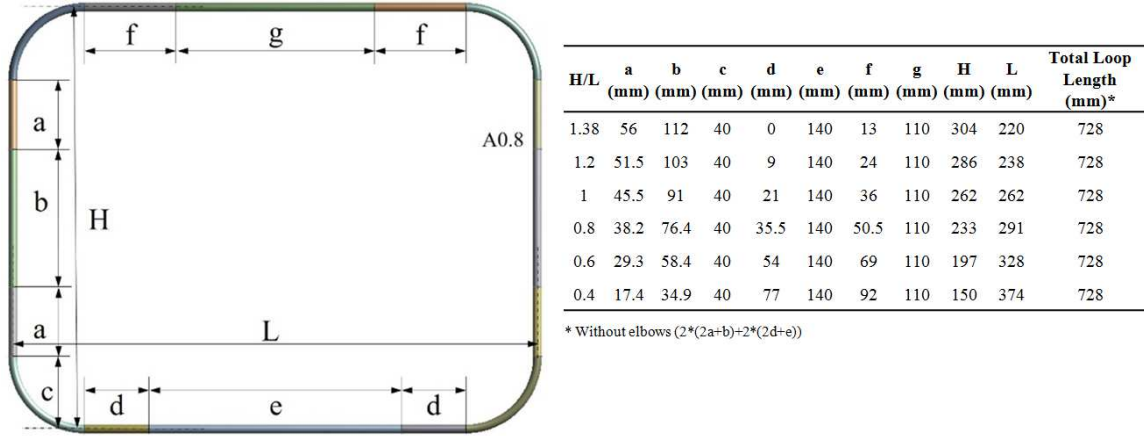 f g f
a
A0.8
b
H
a
L
c
d e d
H/L a (mm) b (mm) c (mm) d (mm) e (mm) f (mm) g (mm) H (mm) L (mm) Total Loop Length (mm)*
1.38 56 112 40 0 140 13 110 304 220 728
1.2 51.5 103 40 9 140 24 110 286 238 728
1 45.5 91 40 21 140 36 110 262 262 728
0.8 38.2 76.4 40 35.5 140 50.5 110 233 291 728
0.6 29.3 58.4 40 54 140 69 110 197 328 728
0.4 17.4 34.9 40 77 140 92 110 150 374 728
* Without elbows (2*(2a+b)+2*(2d+e))